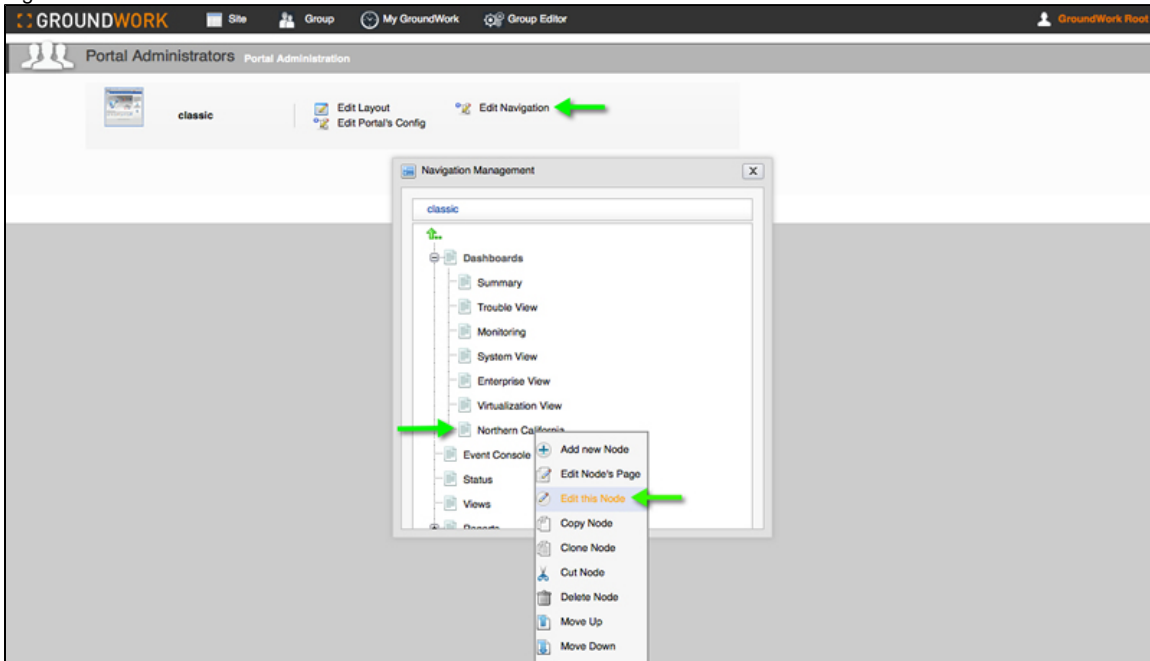 GROUNDWORK Site Group My GroundWork Group Editor GroundWork Root
Portal Administrators Portal Administration
classic
Edit Layout Edit Navigation
Edit Portal's Config
Navigation Management X
classic
Dashboards
Summary
Trouble View
Monitoring
System View
Enterprise View
Virtualization View
Northern California
Event Console
Status
Views
Reports
Add new Node
Edit Node's Page
Edit this Node
Copy Node
Clone Node
Cut Node
Delete Node
Move Up
Move Down